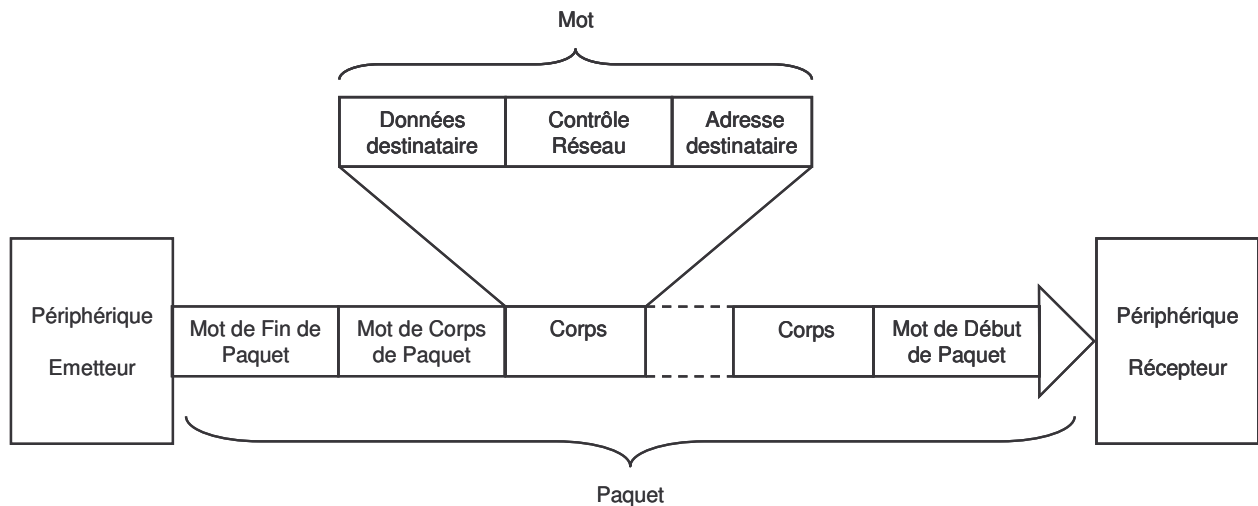 Mot
Données
destinataire
Contrôle
Réseau
Adresse
destinataire
Périphérique
Emetteur
Mot de Fin de
Paquet
Mot de Corps
de Paquet
Corps
Corps
Mot de Début
de Paquet
Périphérique
Récepteur
Paquet